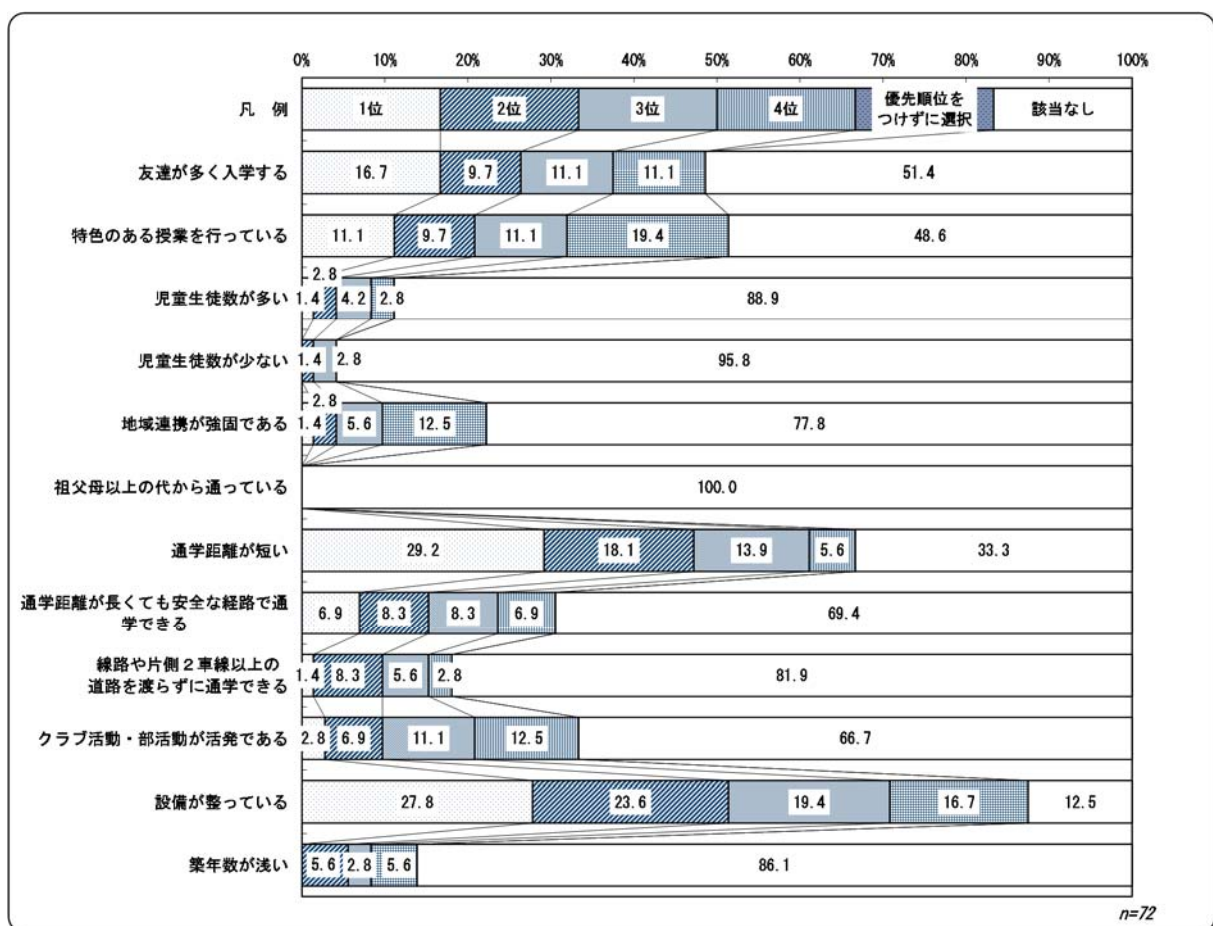 0% 10% 20% 30% 40% 50% 60% 70% 80% 90% 100%
凡 例 1位 2位 3位 4位 優先順位を
つけずに選択 該当なし
友達が多く入学する 16.7 9.7 11.1 11.1 51.4
特色のある授業を行っている 11.1 9.7 11.1 19.4 48.6
2.8
児童生徒数が多い 1.4 4.2 2.8 88.9
児童生徒数が少ない 1.4 2.8 95.8
2.8
地域連携が強固である 1.4 5.6 12.5 77.8
祖父母以上の代から通っている 100.0
通学距離が短い 29.2 18.1 13.9 5.6 33.3
通学距離が長くても安全な経路で通
学できる 6.9 8.3 8.3 6.9 69.4
線路や片側2車線以上の
道路を渡らずに通学できる 1.4 8.3 5.6 2.8 81.9
クラブ活動・部活動が活発である 2.8 6.9 11.1 12.5 66.7
設備が整っている 27.8 23.6 19.4 16.7 12.5
築年数が浅い 5.6 2.8 5.6 86.1
n=72